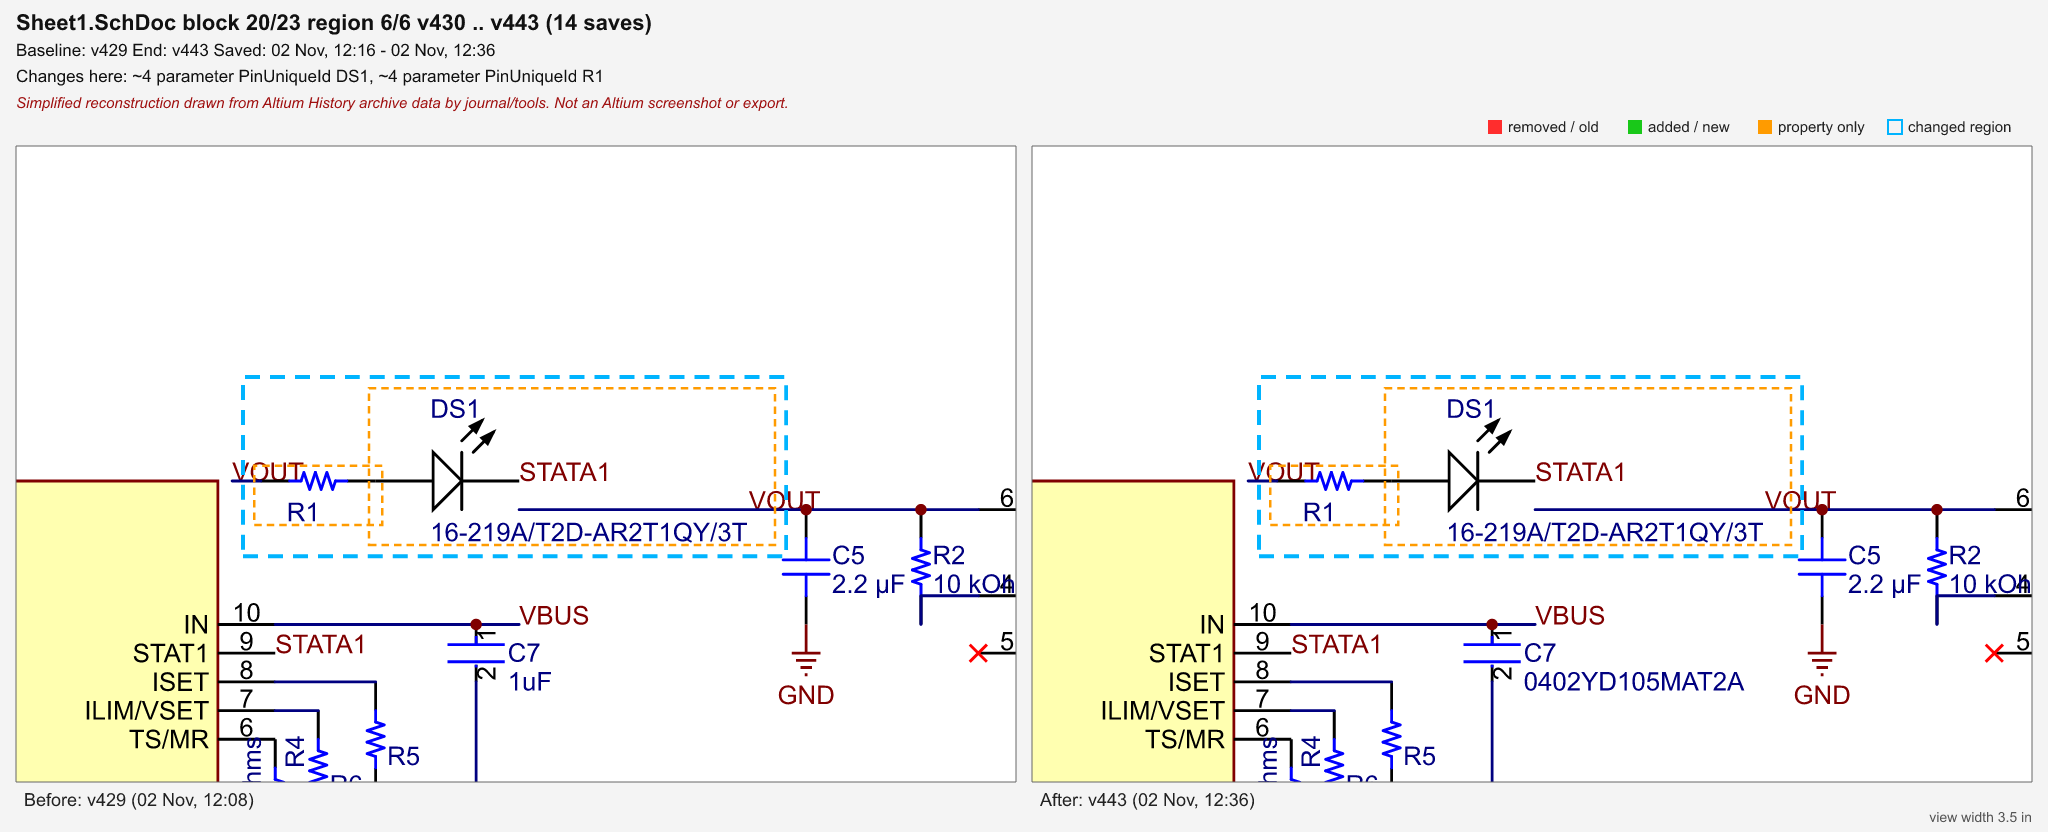 Sheet1.SchDoc block 20/23 region 6/6 v430 .. v443 (14 saves)
Baseline: v429 End: v443 Saved: 02 Nov, 12:16 - 02 Nov, 12:36
Changes here: ~4 parameter PinUniqueId DS1, ~4 parameter PinUniqueId R1
Simplified reconstruction drawn from Altium History archive data by journal/tools. Not an Altium screenshot or export.
removed / old
added / new
property only
changed region
DS1
VOUT
STATA1
R1
VOUT
6
16-219A/T2D-AR2T1QY/3T
C5
R2
2.2 µF
10 kOh
4
IN
10
VBUS
1
STAT1
9
STATA1
C7
5
ISET
8
2
1uF
GND
ILIM/VSET
7
TS/MR
6
hms
R4
R5
R6
DS1
VOUT
STATA1
R1
VOUT
6
16-219A/T2D-AR2T1QY/3T
C5
R2
2.2 µF
10 kOh
4
IN
10
VBUS
1
STAT1
9
STATA1
C7
5
ISET
8
2
0402YD105MAT2A
GND
ILIM/VSET
7
TS/MR
6
hms
R4
R5
R6
Before: v429 (02 Nov, 12:08)
After: v443 (02 Nov, 12:36)
view width 3.5 in